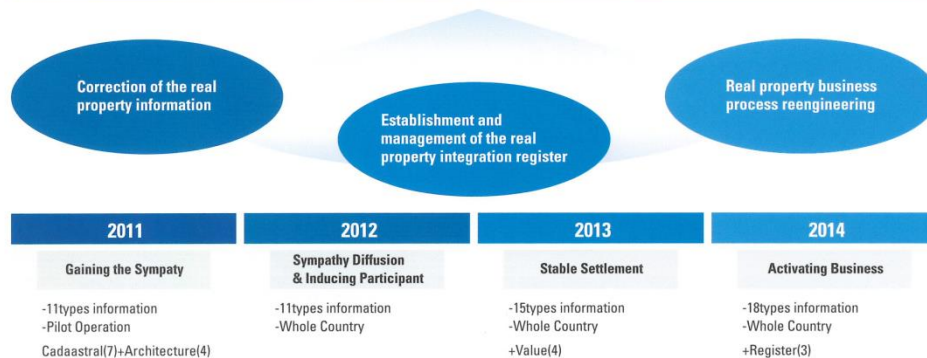 Correction of the real
property information
Establishment and
management of the real
property integration register
Real property business
process reengineering
2011
2012
2013
2014
Gaining the Sympaty
Sympathy Diffusion
& Inducing Participant
Stable Settlement
Activating Business
-11types information
-Pilot Operation
Cadaastral(7)+Architecture(4)
-11types information
-Whole Country
-15types information
-Whole Country
+Value(4)
-18types information
-Whole Country
+Register(3)